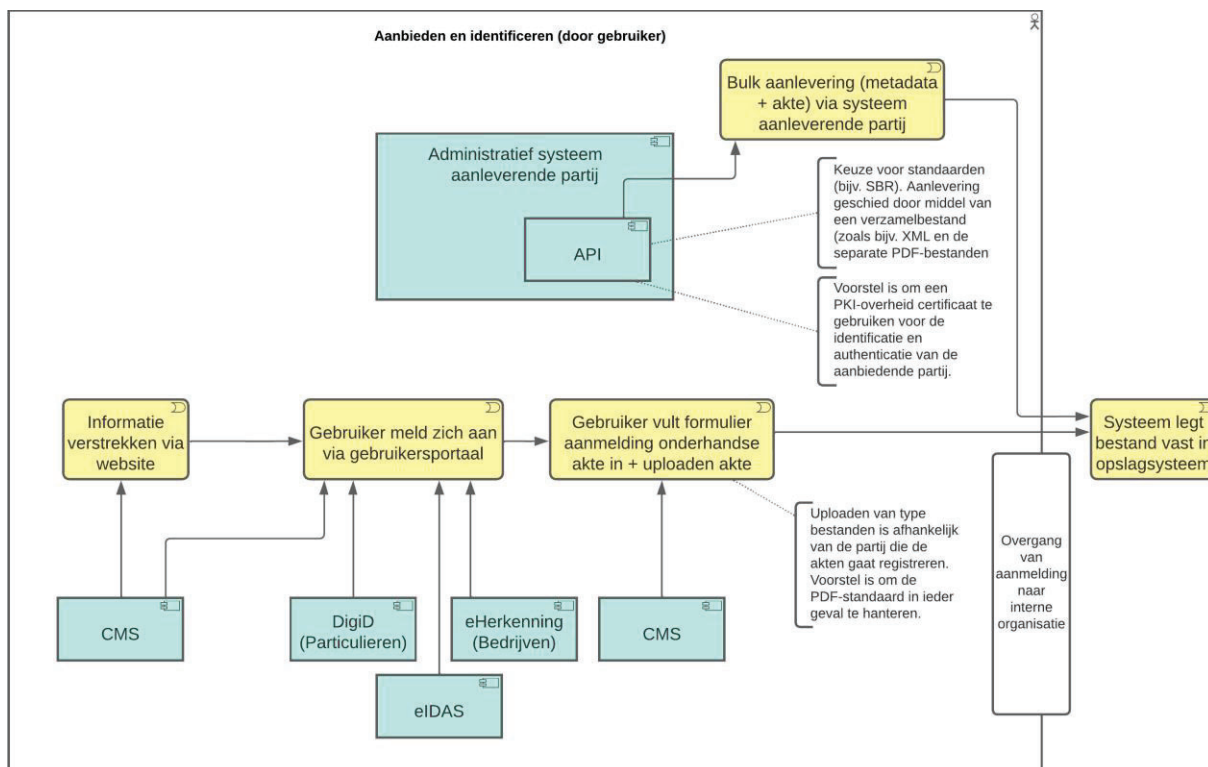 Aanbieden en identificeren (door gebruiker)
Bulk aanlevering (metadata
+ akte) via systeem
aanleverende partij
Administratief systeem
aanleverende partij
API
Keuze voor standaarden
(bijv. SBR). Aanlevering
geschied door middel van
een verzamelbestand
(zoals bijv. XML en de
separate PDF-bestanden
Voorstel is om een
PKI-overheid certificaat te
gebruiken voor de
identificatie en
authenticatie van de
aanbiedende partij.
Informatie
verstrekken via
website
Gebruiker meld zich aan
via gebruikersportaal
Gebruiker vult formulier
aanmelding onderhandse
akte in + uploaden akte
Systeem legt
bestand vast in
opslagsysteem
Uploaden van type
bestanden is afhankelijk
van de partij die de
akten gaat registreren.
Voorstel is om de
PDF-standaard in ieder
geval te hanteren.
Overgang
van
aanmelding
naar
interne
organisatie
CMS
DigiD
(Particulieren)
eHerkenning
(Bedrijven)
CMS
eIDAS